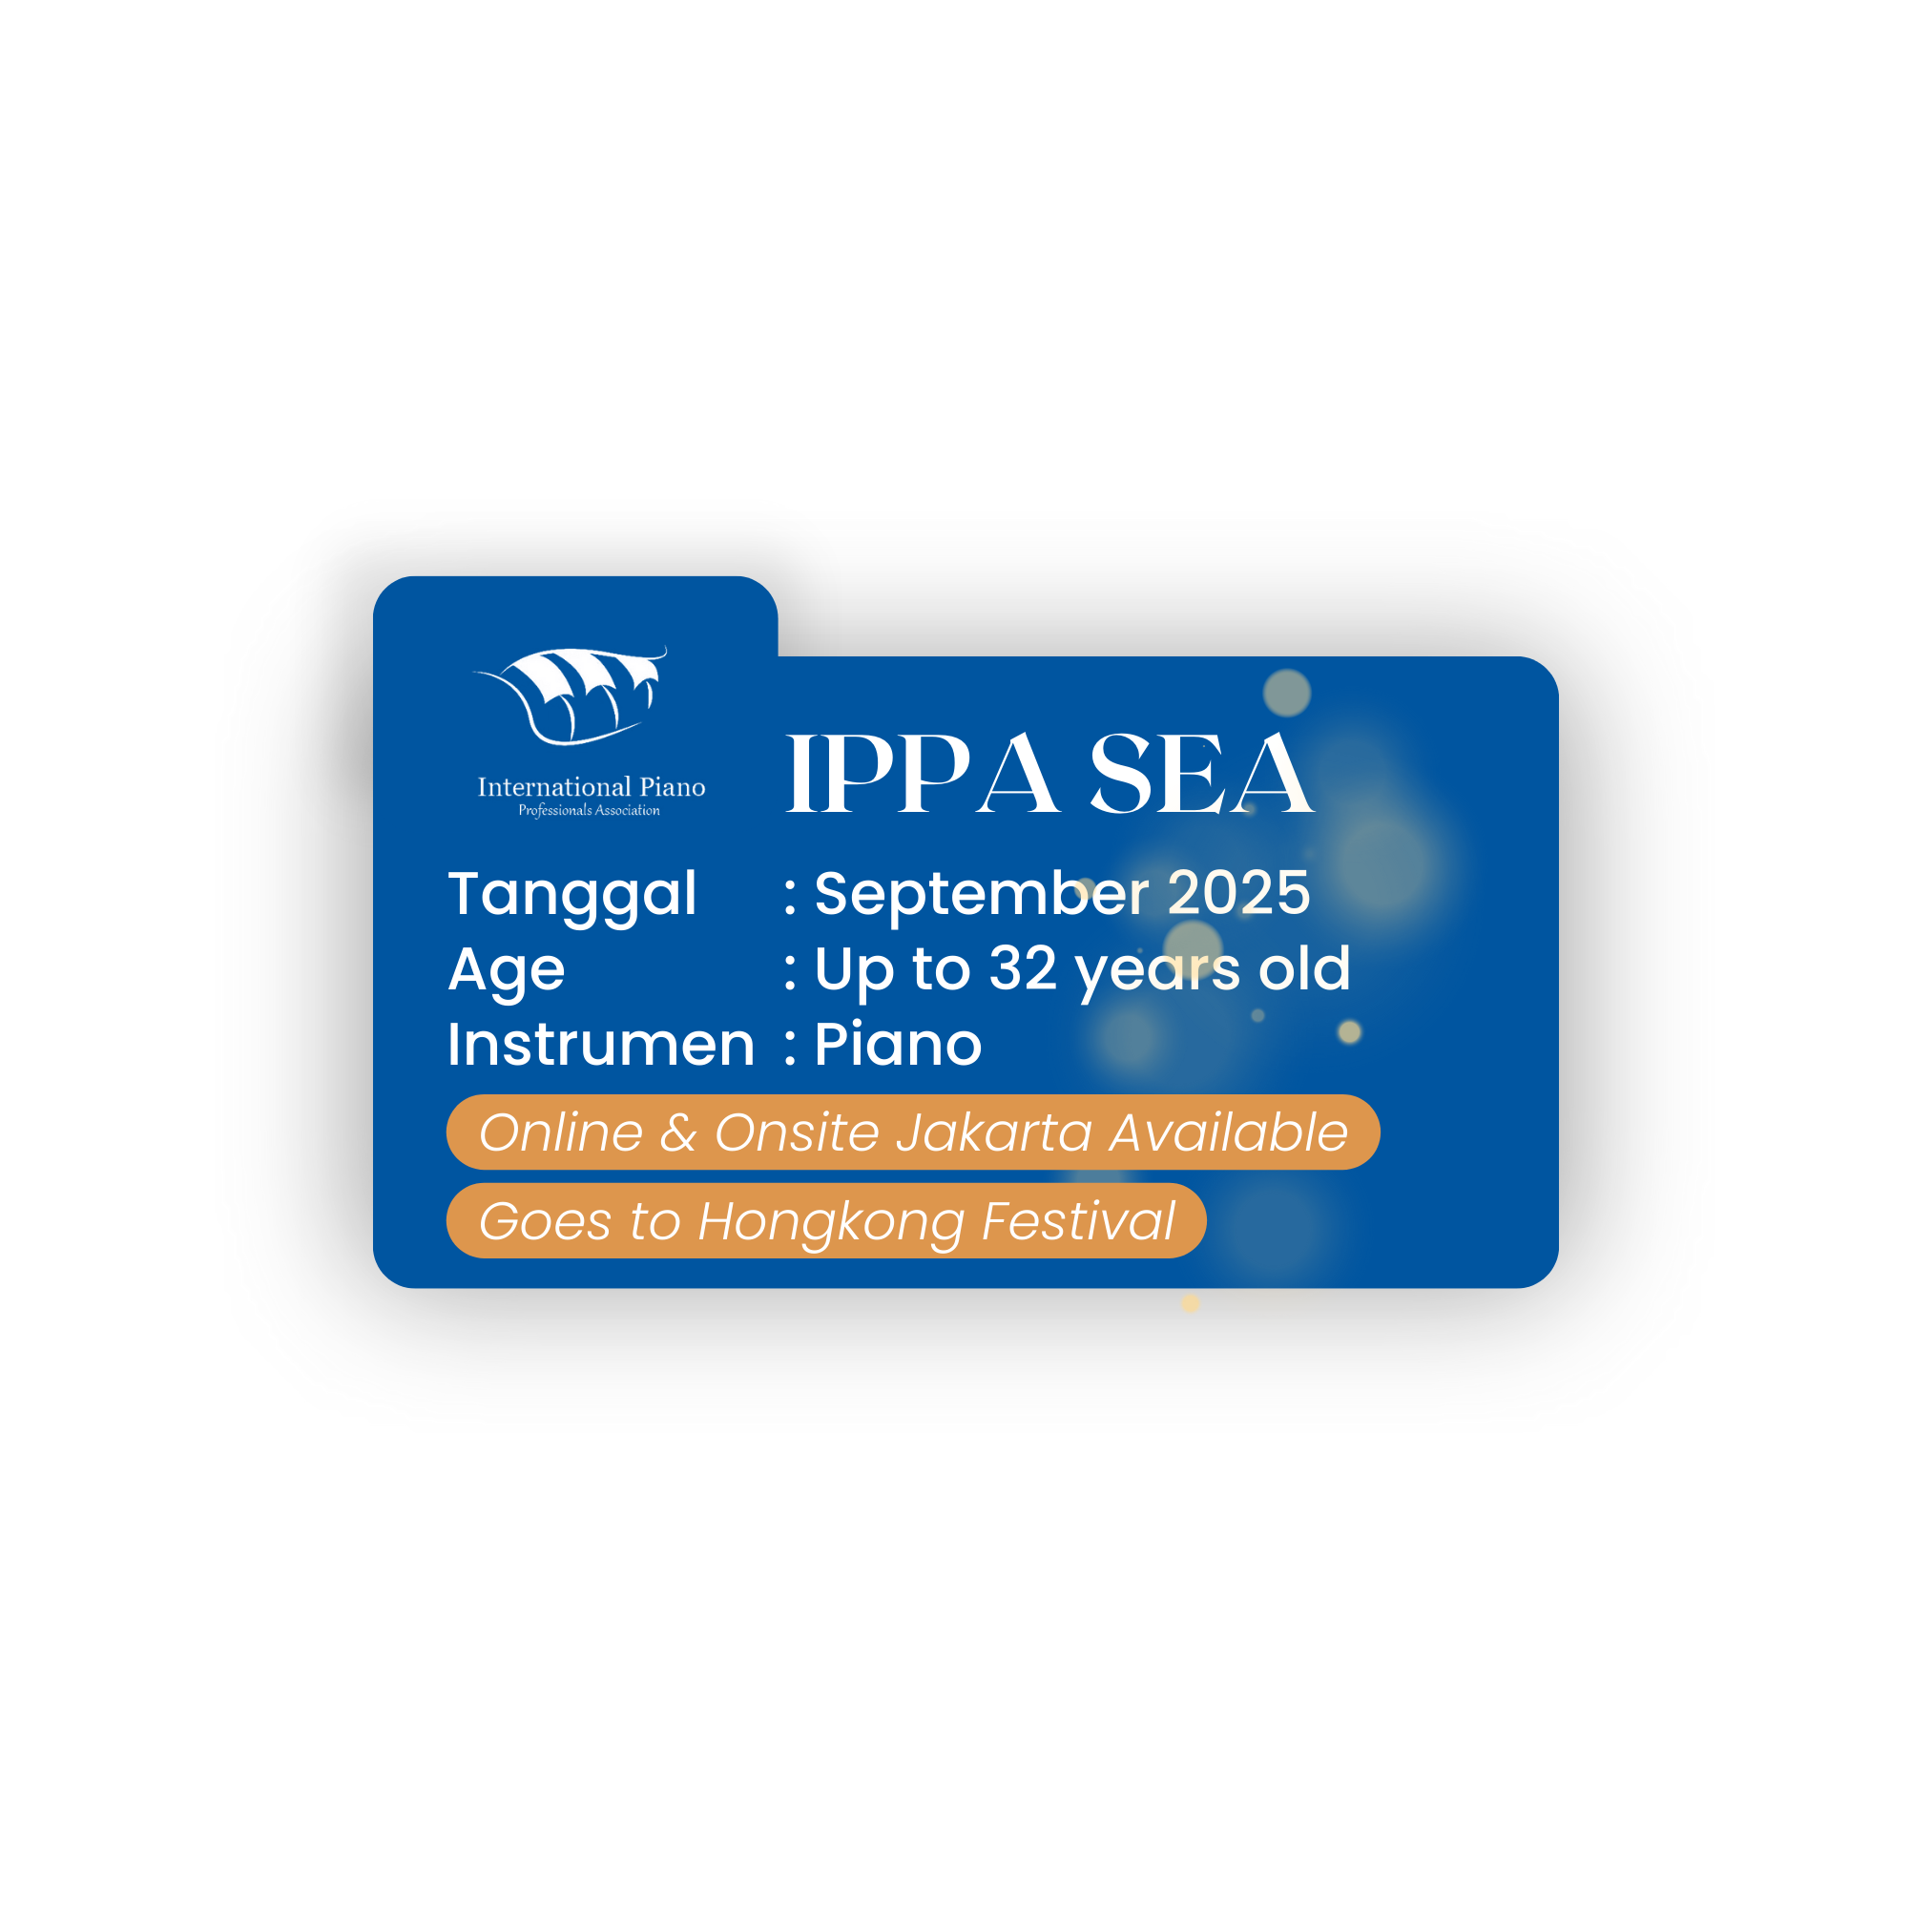 International Piano
Professionals Association
IPPA SEA
Tanggal : September 2025
Age : Up to 32 years old
Instrumen : Piano
Online & Onsite Jakarta Available
Goes to Hongkong Festival